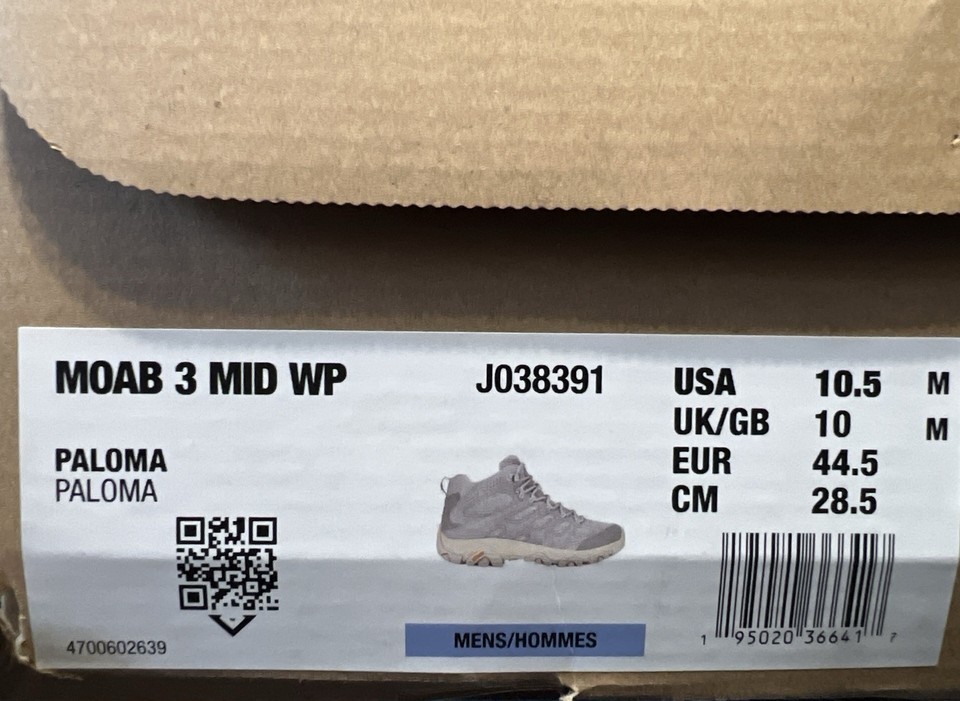 MOAB 3 MID WP
J038391
PALOMA
PALOMA
4700602639
MENS/HOMMES
USA 10.5 M
UK/GB 10 M
EUR 44.5
CM 28.5
1 95020 36641 7